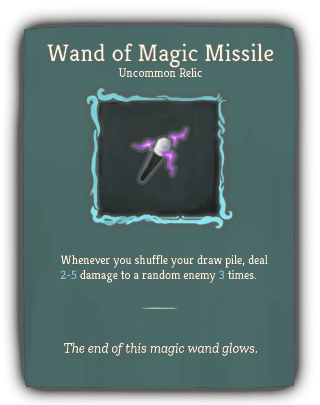 Wand of Magic Missile
Uncommon Relic
Whenever you shuffle your draw pile, deal
2-5 damage to a random enemy 3 times.
The end of this magic wand glows.